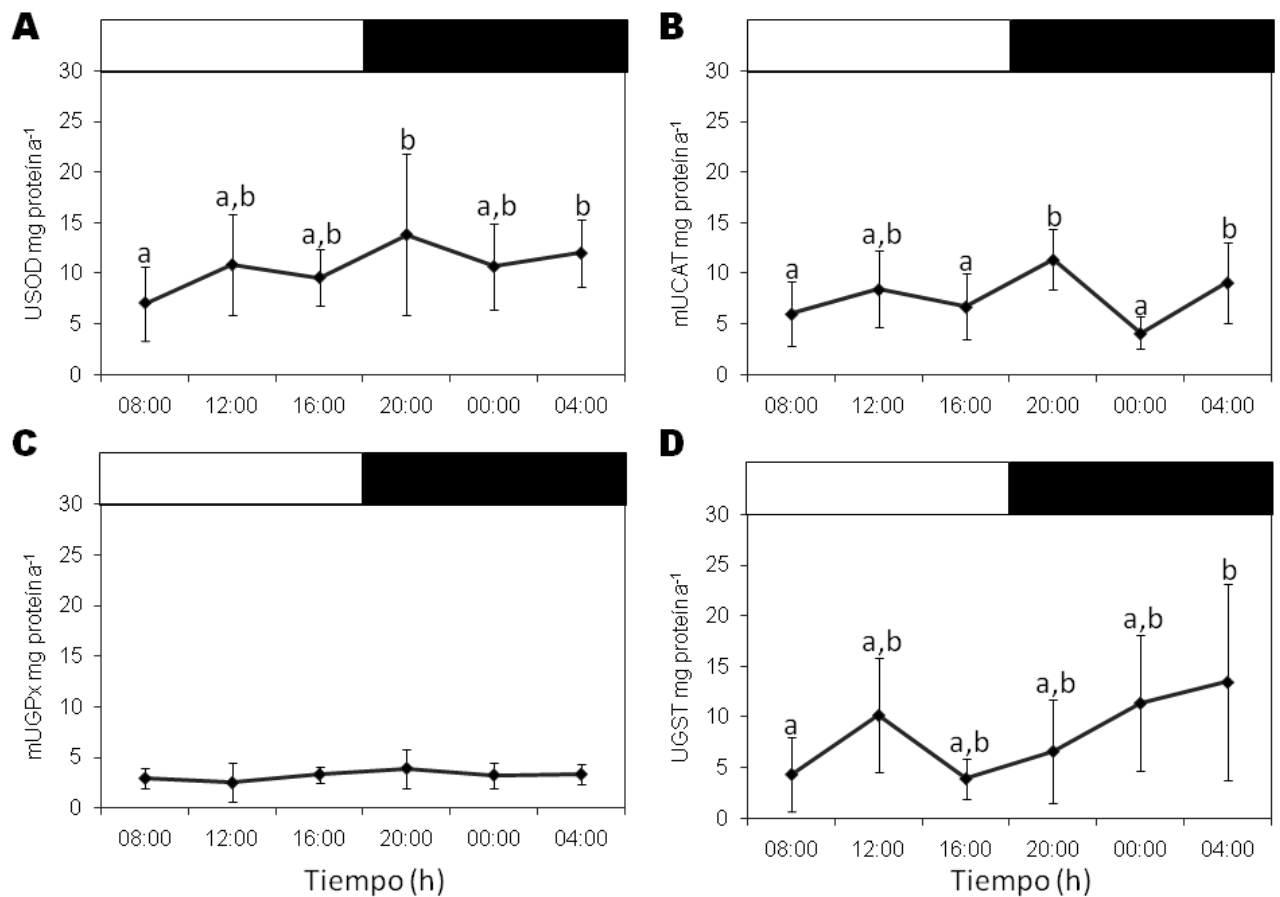 A
USOD mg proteína-1
30
25
20
15
10
5
0
a
a,b
a,b
b
a,b
b
08:00 12:00 16:00 20:00 00:00 04:00
B
mUCAT mg proteína-1
30
25
20
15
10
5
0
a
a,b
a
b
a
b
08:00 12:00 16:00 20:00 00:00 04:00
C
mUGPx mg proteína-1
30
25
20
15
10
5
0
08:00 12:00 16:00 20:00 00:00 04:00
Tiempo (h)
D
UGST mg proteína-1
30
25
20
15
10
5
0
a
a,b
a,b
a,b
a,b
b
08:00 12:00 16:00 20:00 00:00 04:00
Tiempo (h)